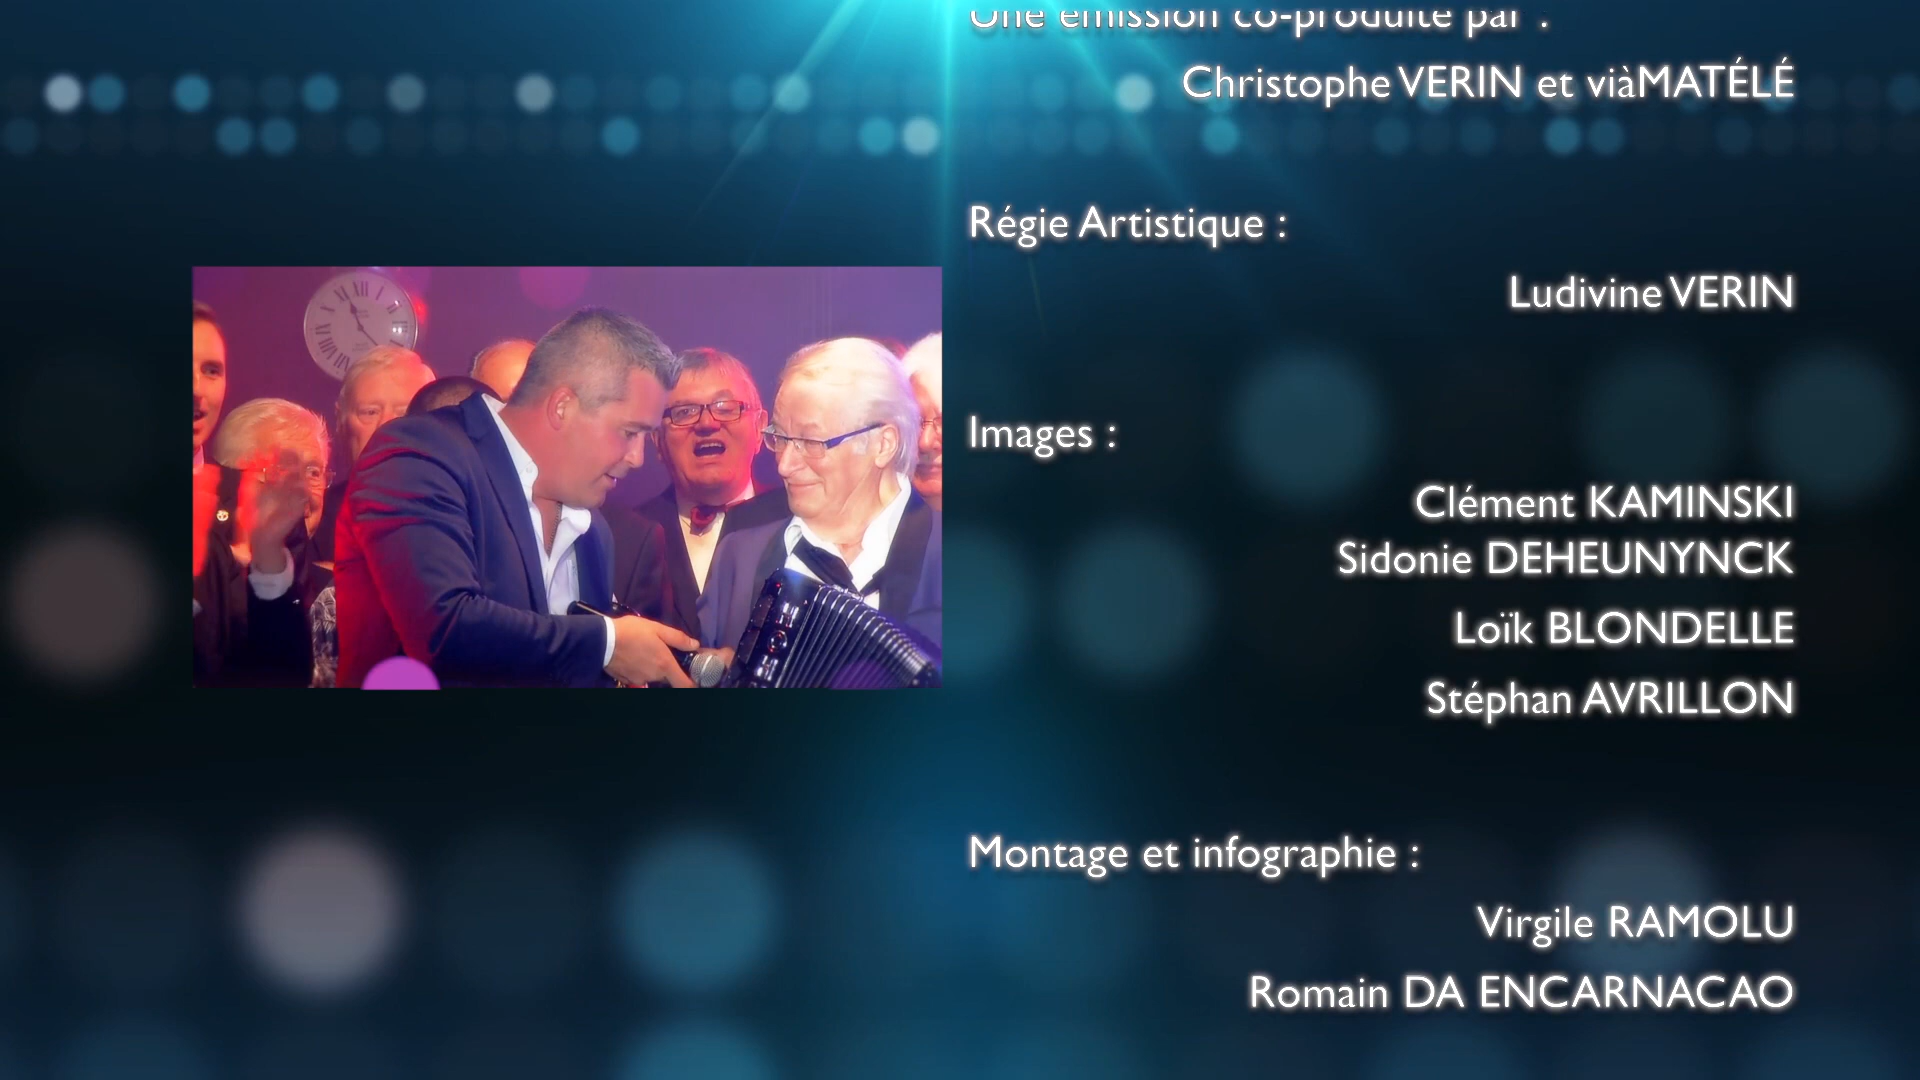 Une émission co-produite par :
Christophe VERIN et viàMATÉLÉ
Régie Artistique :
Ludivine VERIN
Images :
Clément KAMINSKI
Sidonie DEHEUNYNCK
Loïk BLONDELLE
Stéphan AVRILLON
Montage et infographie :
Virgile RAMOLU
Romain DA ENCARNACAO